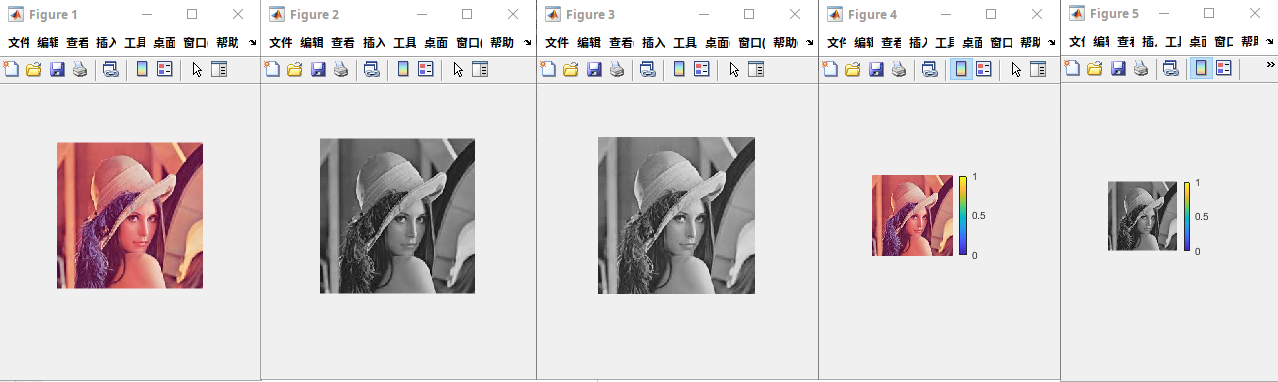 Figure 1
文件 编辑 查看 插入 工具 桌面 窗口( 帮助
Figure 2
文件 编辑 查看 插入 工具 桌面 窗口( 帮助
Figure 3
文件 编辑 查看 插入 工具 桌面 窗口( 帮助
Figure 4
文件 编辑 查看 插入 工具 桌面 窗口 帮助
1
0.5
0
Figure 5
文件 编辑 查看 插入 工具 桌面 窗口 帮助
1
0.5
0